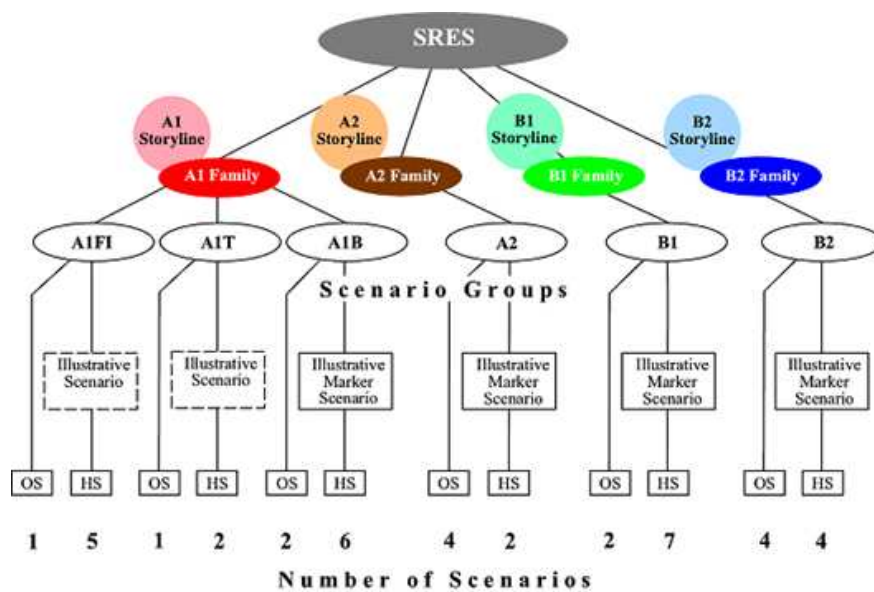 SRES
A1
Storyline
A2
Storyline
B1
Storyline
B2
Storyline
A1 Family
A2 Family
B1 Family
B2 Family
A1FI
A1T
A1B
A2
B1
B2
Scenario Groups
Illustrative
Scenario
Illustrative
Scenario
Illustrative
Marker
Scenario
Illustrative
Marker
Scenario
Illustrative
Marker
Scenario
Illustrative
Marker
Scenario
OS HS OS HS OS HS OS HS OS HS OS HS
1 5 1 2 2 6 4 2 2 7 4 4
Number of Scenarios